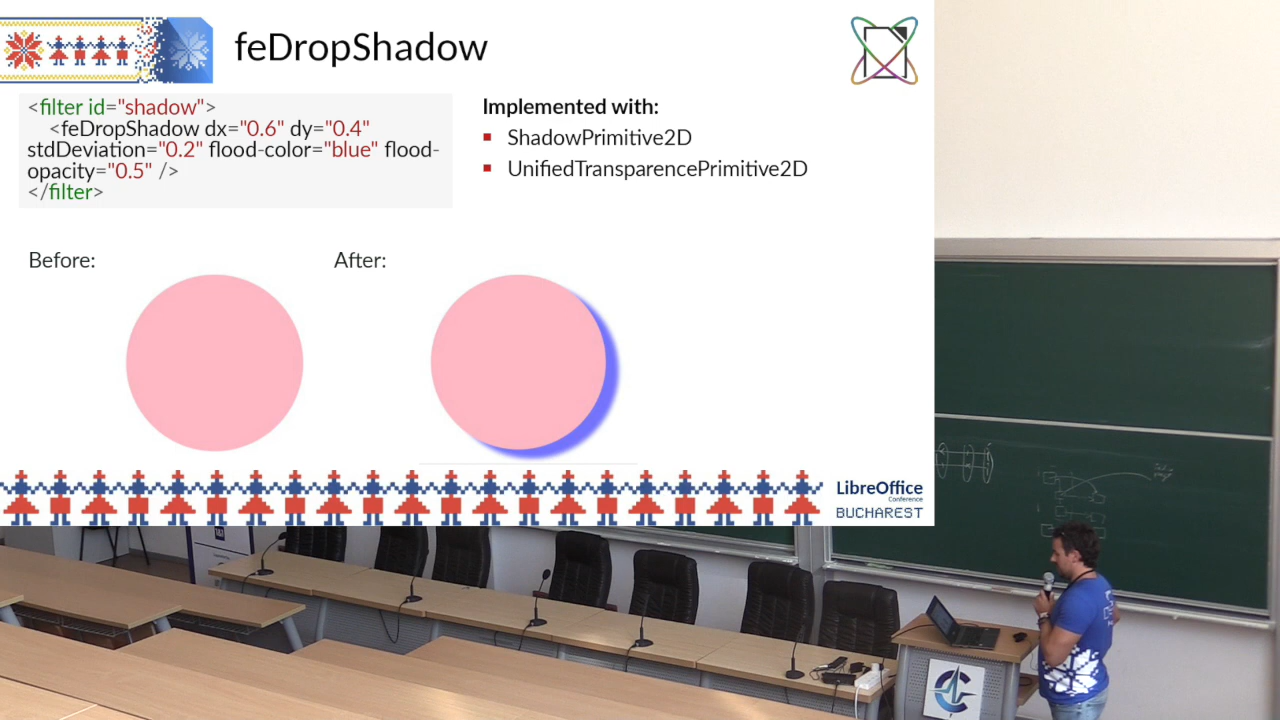 feDropShadow
<filter id="shadow">
<feDropShadow dx="0.6" dy="0.4"
stdDeviation="0.2" flood-color="blue" flood-
opacity="0.5" />
</filter>
Implemented with:
ShadowPrimitive2D
UnifiedTransparencePrimitive2D
Before:
After:
LibreOffice
Conference
BUCHAREST